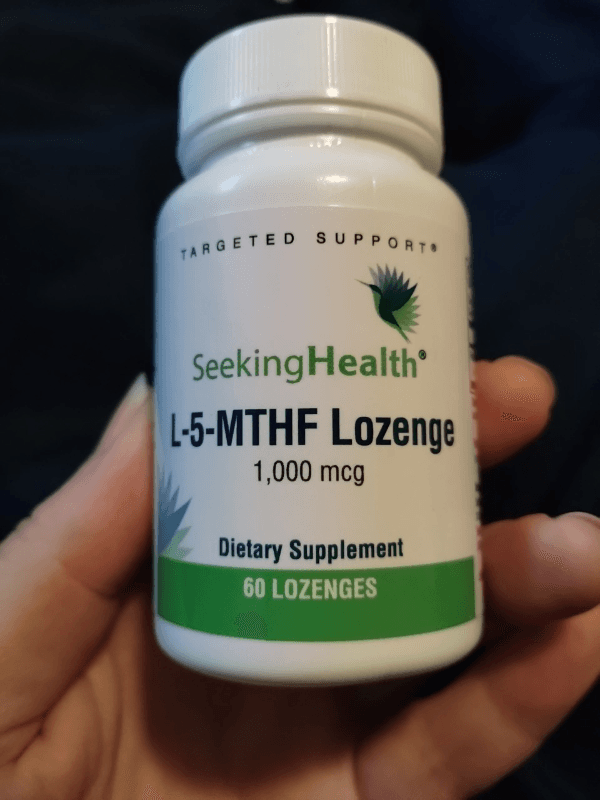 TARGETED SUPPORT®
SeekingHealth®
L-5-MTHF Lozenge
1,000 mcg
Dietary Supplement
60 LOZENGES